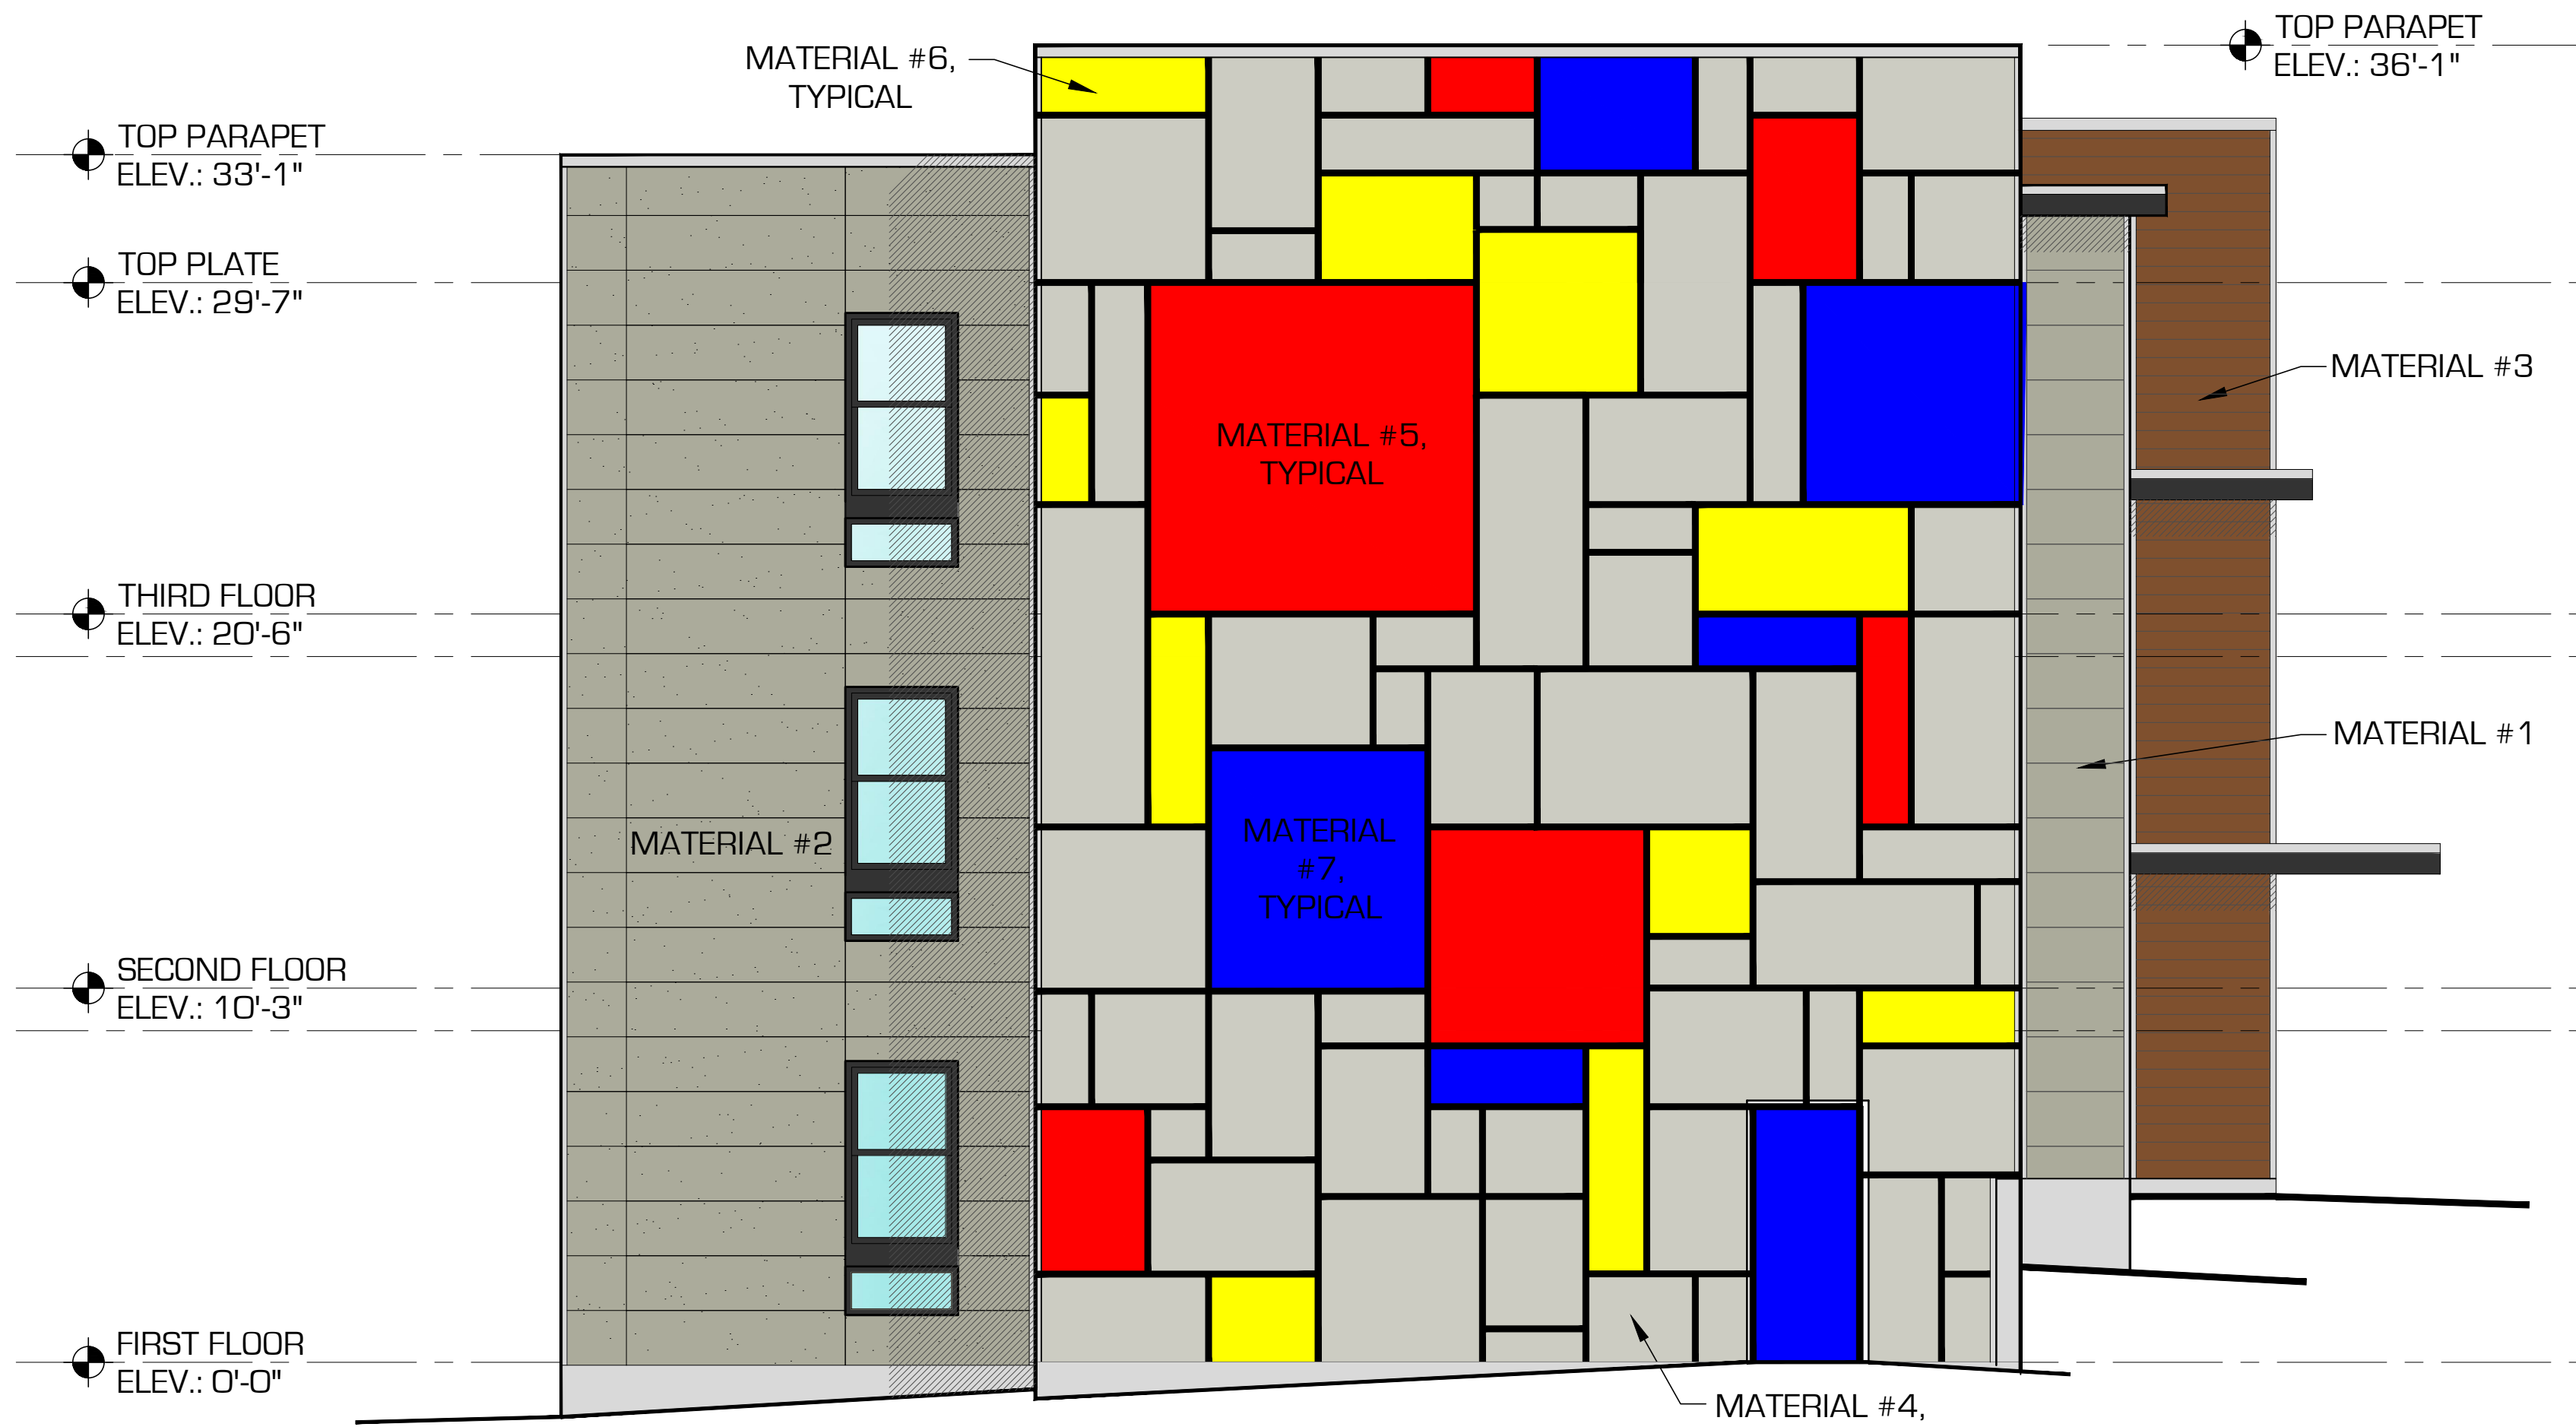 TOP PARAPET
ELEV.: 36'-1"
MATERIAL #6,
TYPICAL
TOP PARAPET
ELEV.: 33'-1"
TOP PLATE
ELEV.: 29'-7"
MATERIAL #3
MATERIAL #5,
TYPICAL
THIRD FLOOR
ELEV.: 20'-6"
MATERIAL #1
MATERIAL #2
MATERIAL
#7,
TYPICAL
SECOND FLOOR
ELEV.: 10'-3"
FIRST FLOOR
ELEV.: 0'-0"
MATERIAL #4,